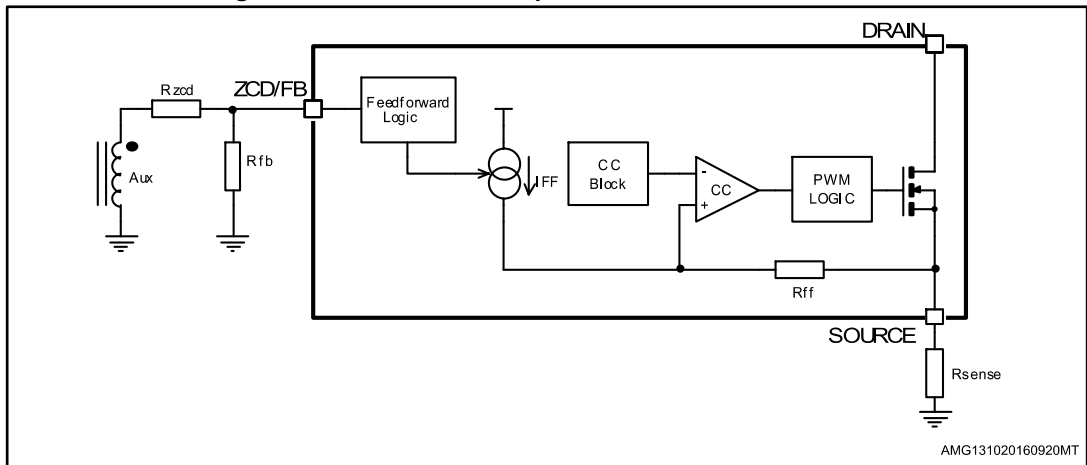 DRAIN
ZCD/FB
Rzcd
Feedforward
Logic
Rfb
Aux
IFF
CC
Block
-
+
CC
PWM
LOGIC
Rff
SOURCE
Rsense
AMG131020160920MT